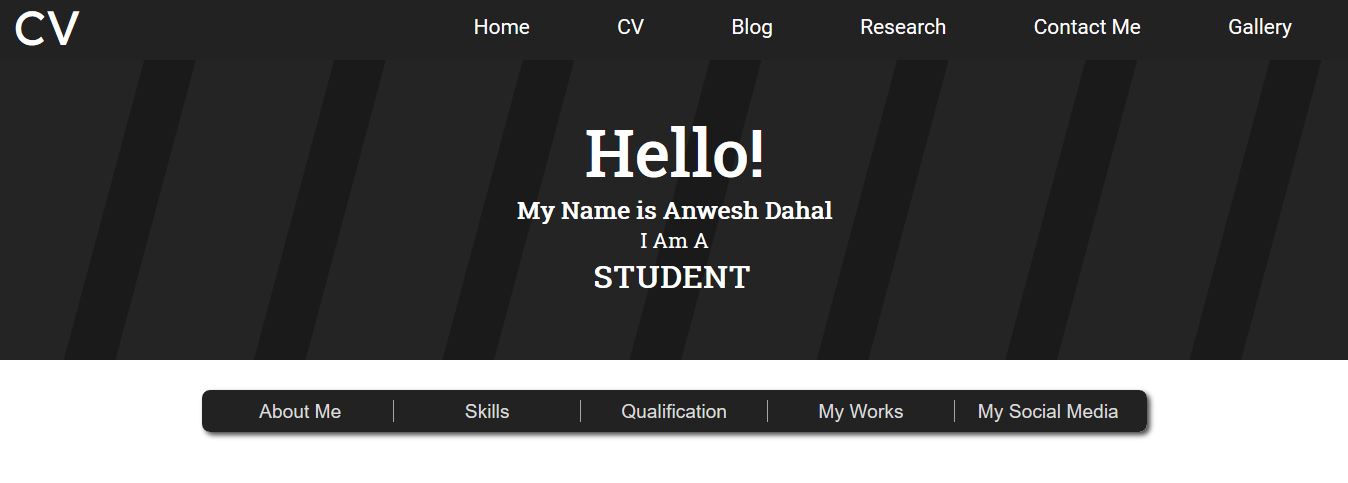 CV Home CV Blog Research Contact Me Gallery
Hello!
My Name is Anwesh Dahal
I Am A
STUDENT
About Me Skills Qualification My Works My Social Media